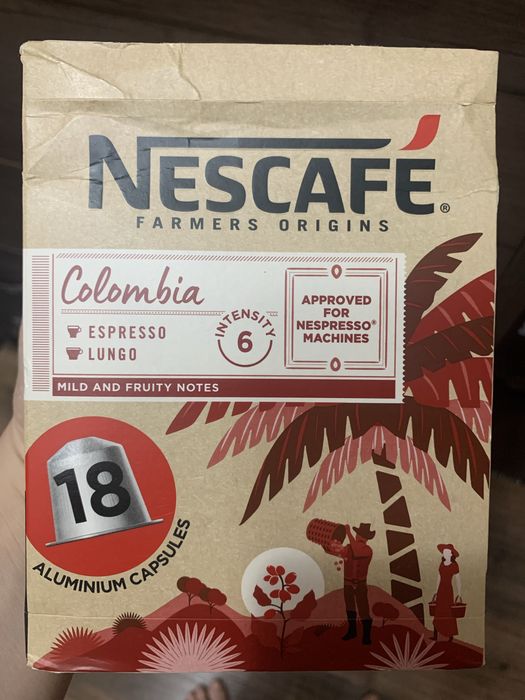 NESCAFÉ®
FARMERS ORIGINS
Colombia
ESPRESSO
LUNGO
INTENSITY
6
APPROVED
FOR
NESPRESSO®
MACHINES
MILD AND FRUITY NOTES
18
ALUMINIUM CAPSULES